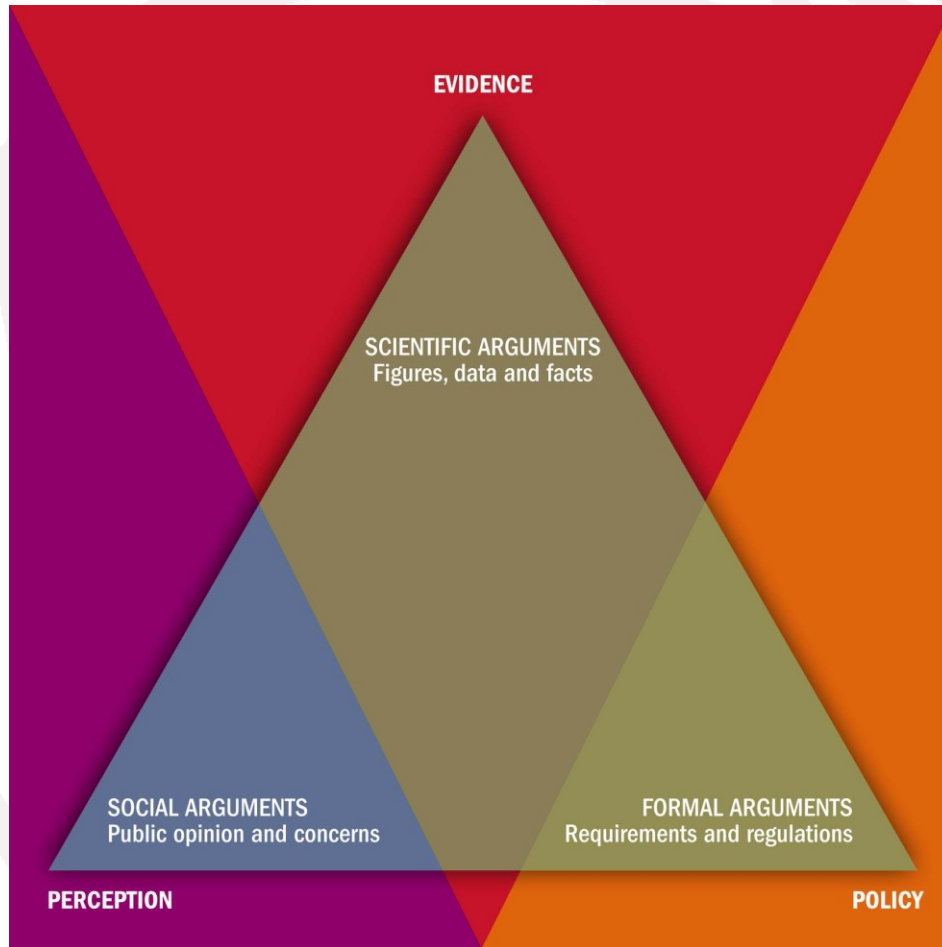 EVIDENCE
SCIENTIFIC ARGUMENTS
Figures, data and facts
SOCIAL ARGUMENTS
Public opinion and concerns
FORMAL ARGUMENTS
Requirements and regulations
PERCEPTION
POLICY